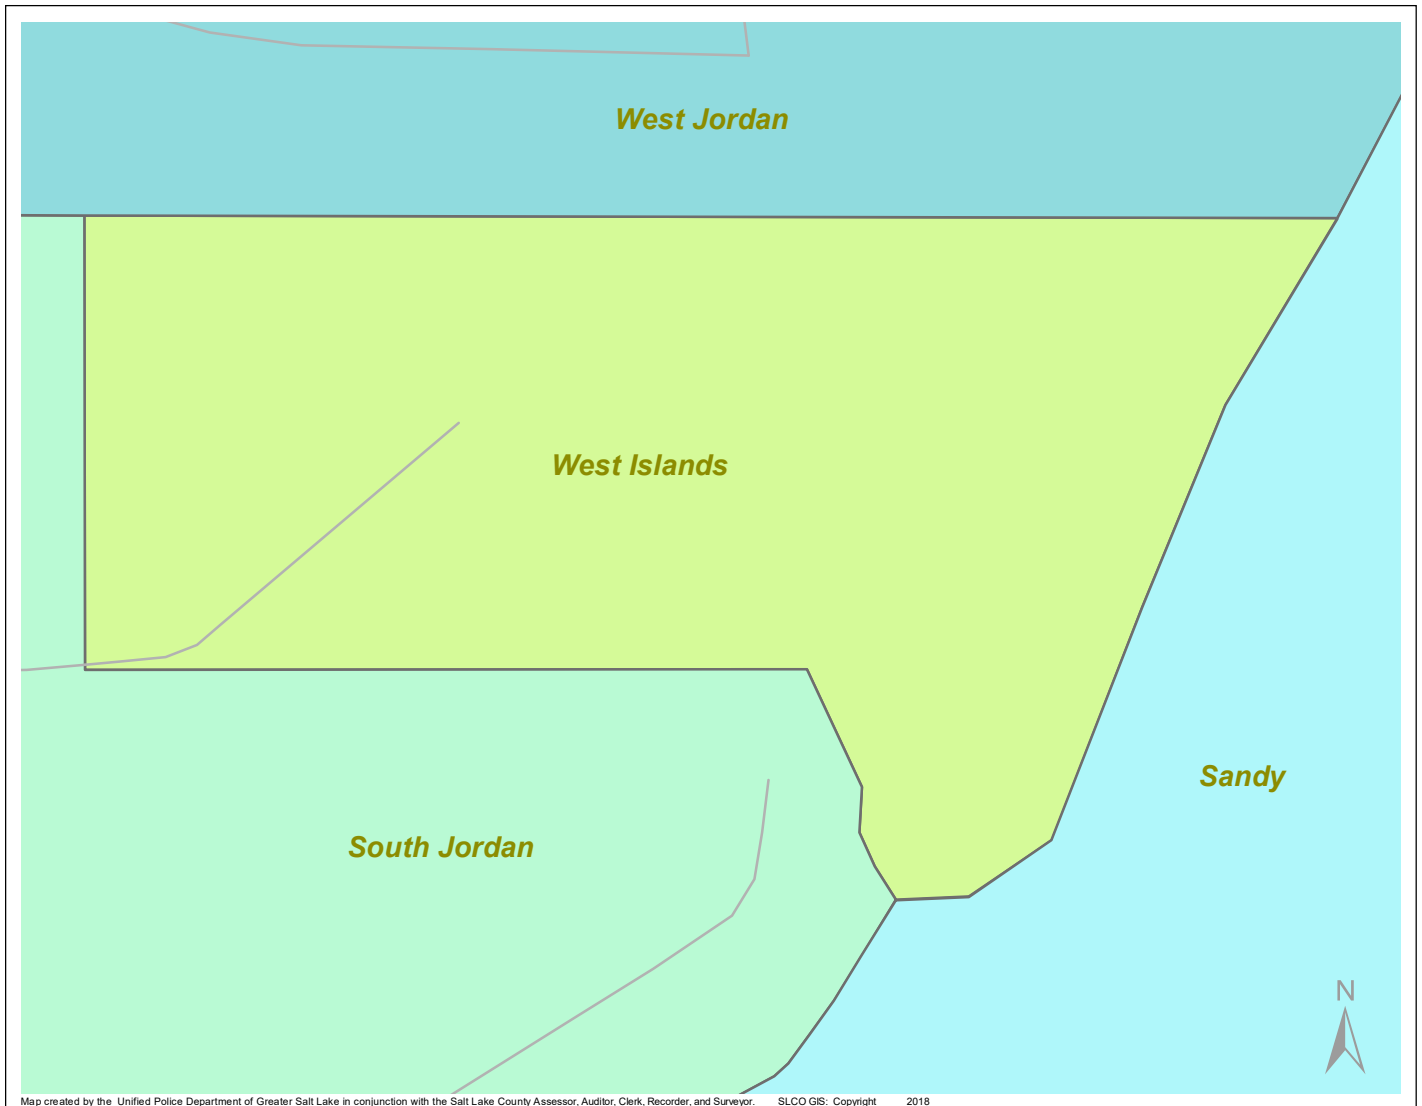 West Jordan
West Islands
Sandy
South Jordan
N
Map created by the Unified Police Department of Greater Salt Lake in conjunction with the Salt Lake County Assessor, Auditor, Clerk, Recorder, and Surveyor. SLCO GIS: Copyright 2018